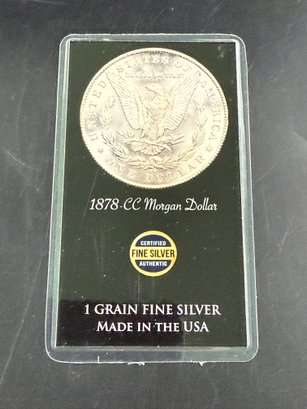 UNITED STATES OF AMERICA
ONE DOLLAR
1878-CC Morgan Dollar
CERTIFIED
FINE SILVER
AUTHENTIC
1 GRAIN FINE SILVER
MADE IN THE USA